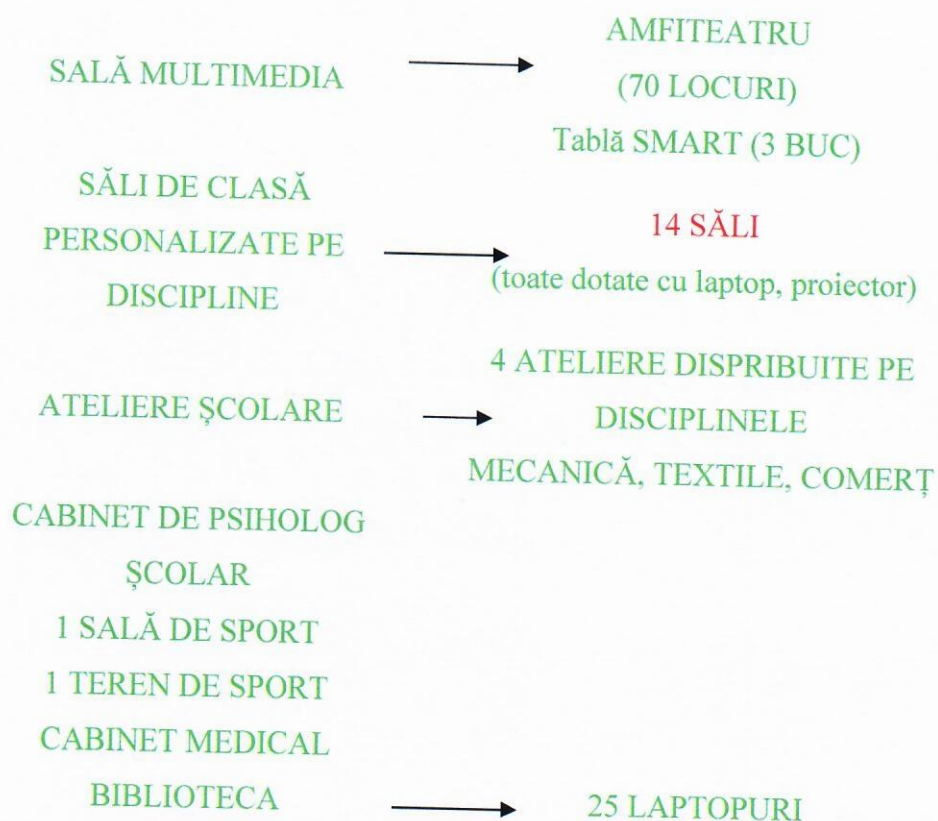 SALĂ MULTIMEDIA
AMFITEATRU
(70 LOCURI)
Tablă SMART (3 BUC)
SĂLI DE CLASĂ
PERSONALIZATE PE
DISCIPLINE
14 SĂLI
(toate dotate cu laptop, proiector)
ATELIERE ȘCOLARE
4 ATELIERE DISPRIBUITE PE
DISCIPLINELE
MECANICĂ, TEXTILE, COMERȚ
CABINET DE PSIHOLOG
ȘCOLAR
1 SALĂ DE SPORT
1 TEREN DE SPORT
CABINET MEDICAL
BIBLIOTECA
25 LAPTOPURI